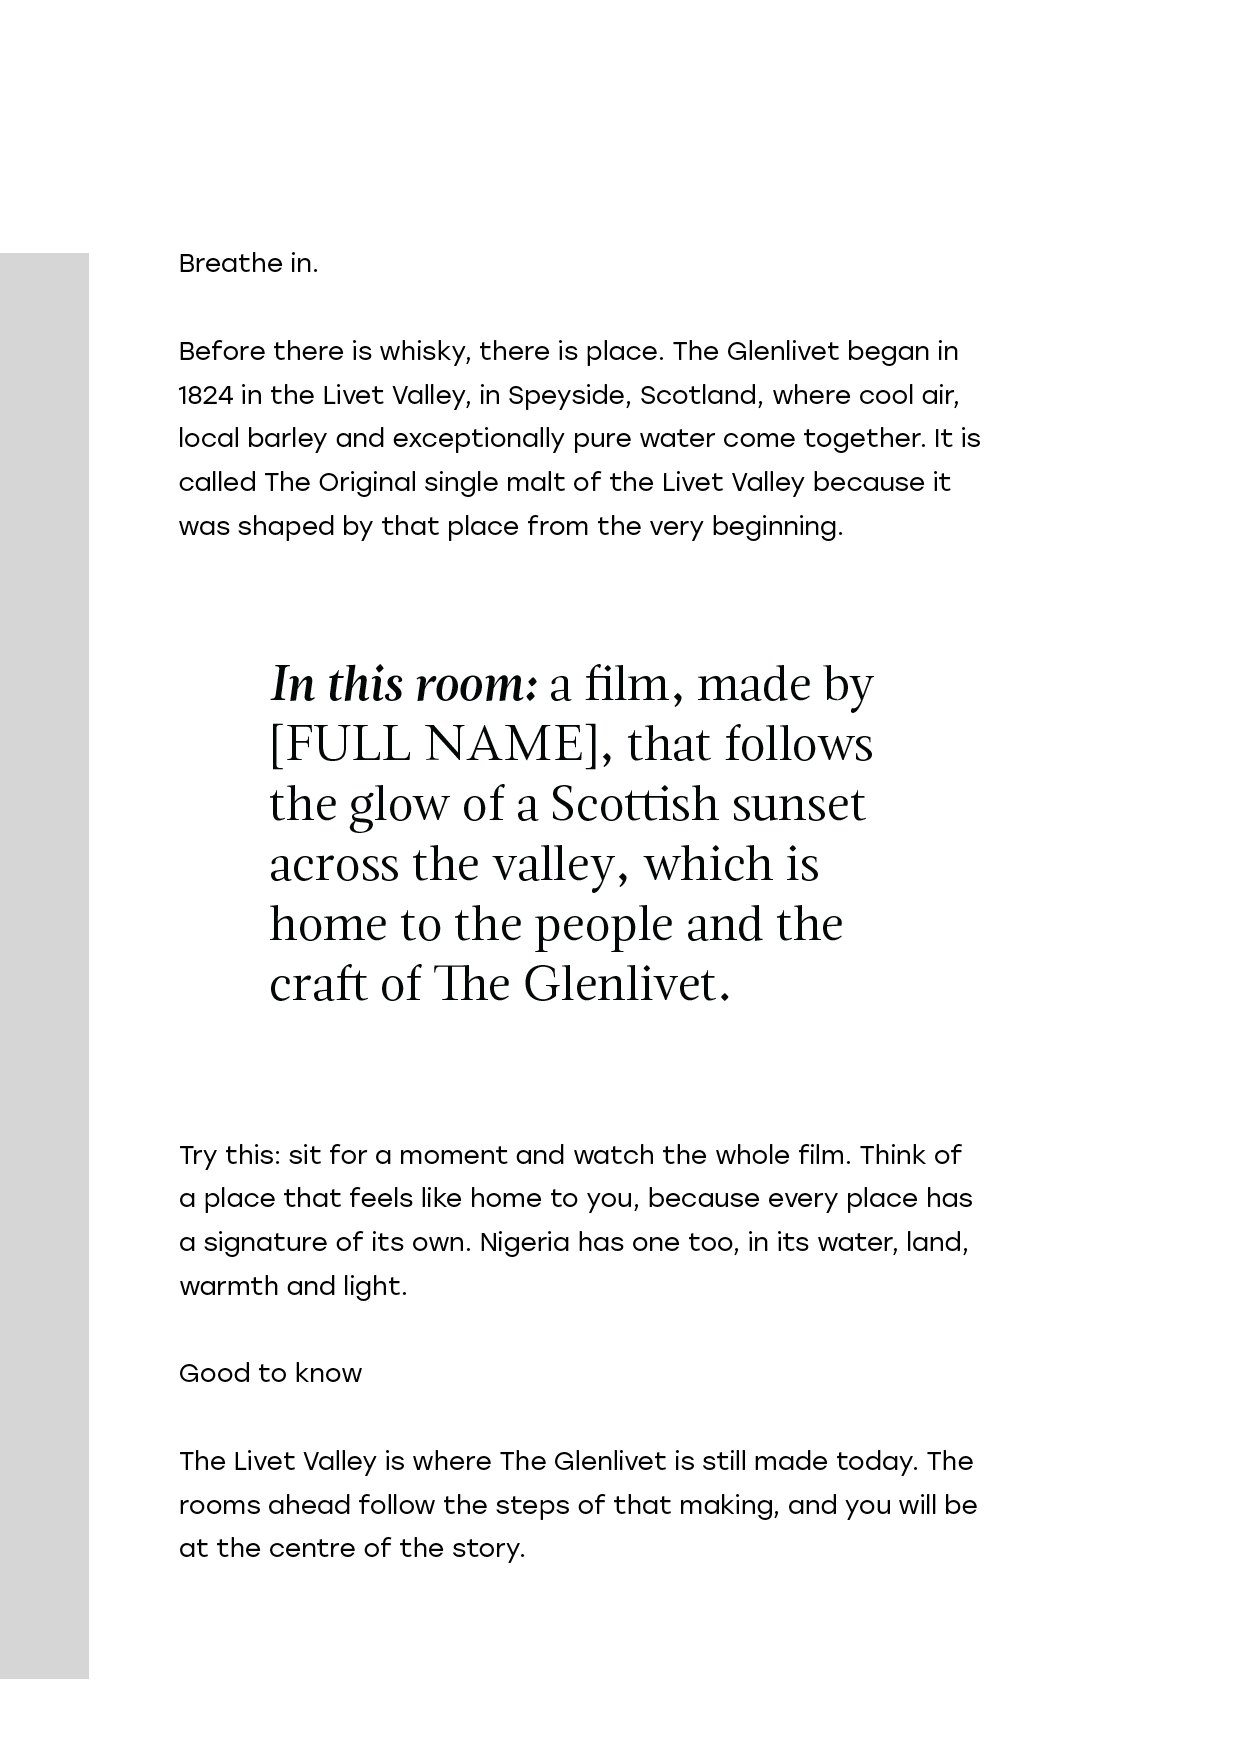 Breathe in.
Before there is whisky, there is place. The Glenlivet began in
1824 in the Livet Valley, in Speyside, Scotland, where cool air,
local barley and exceptionally pure water come together. It is
called The Original single malt of the Livet Valley because it
was shaped by that place from the very beginning.
In this room: a film, made by
[FULL NAME], that follows
the glow of a Scottish sunset
across the valley, which is
home to the people and the
craft of The Glenlivet.
Try this: sit for a moment and watch the whole film. Think of
a place that feels like home to you, because every place has
a signature of its own. Nigeria has one too, in its water, land,
warmth and light.
Good to know
The Livet Valley is where The Glenlivet is still made today. The
rooms ahead follow the steps of that making, and you will be
at the centre of the story.